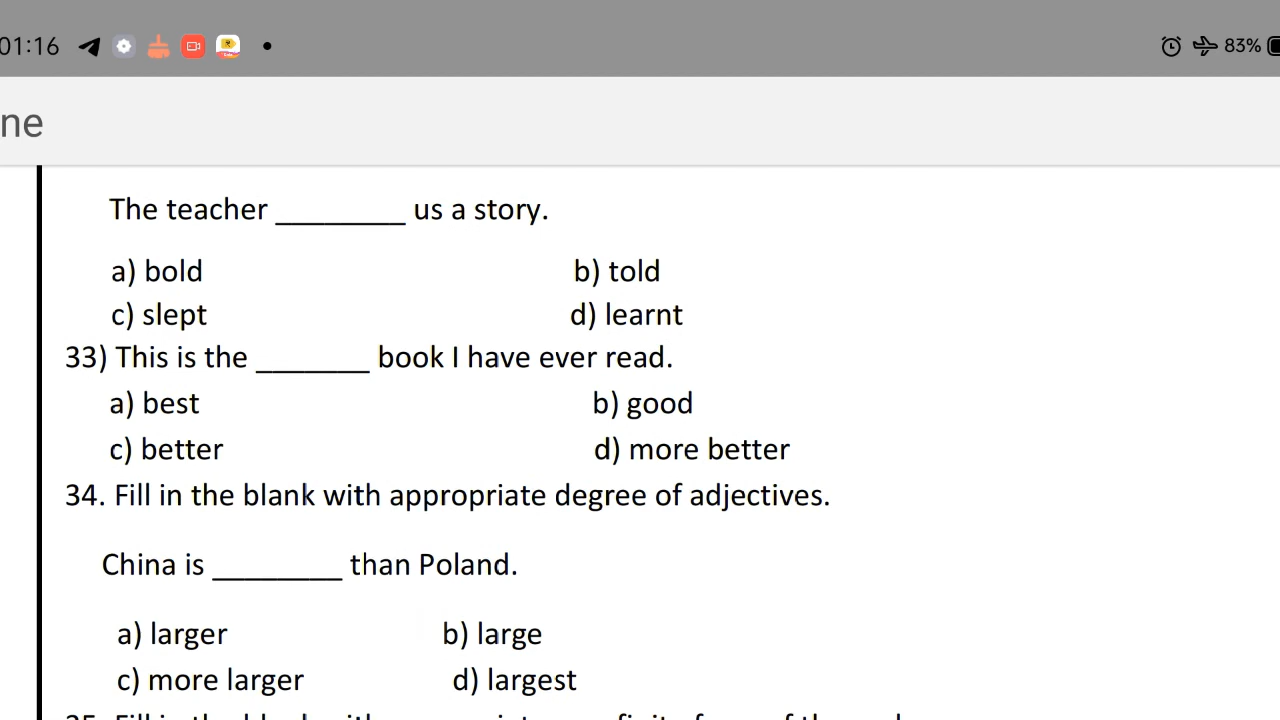 01:16 83%
ne
The teacher ________ us a story.
a) bold b) told
c) slept d) learnt
33) This is the _______ book I have ever read.
a) best b) good
c) better d) more better
34. Fill in the blank with appropriate degree of adjectives.
China is ________ than Poland.
a) larger b) large
c) more larger d) largest